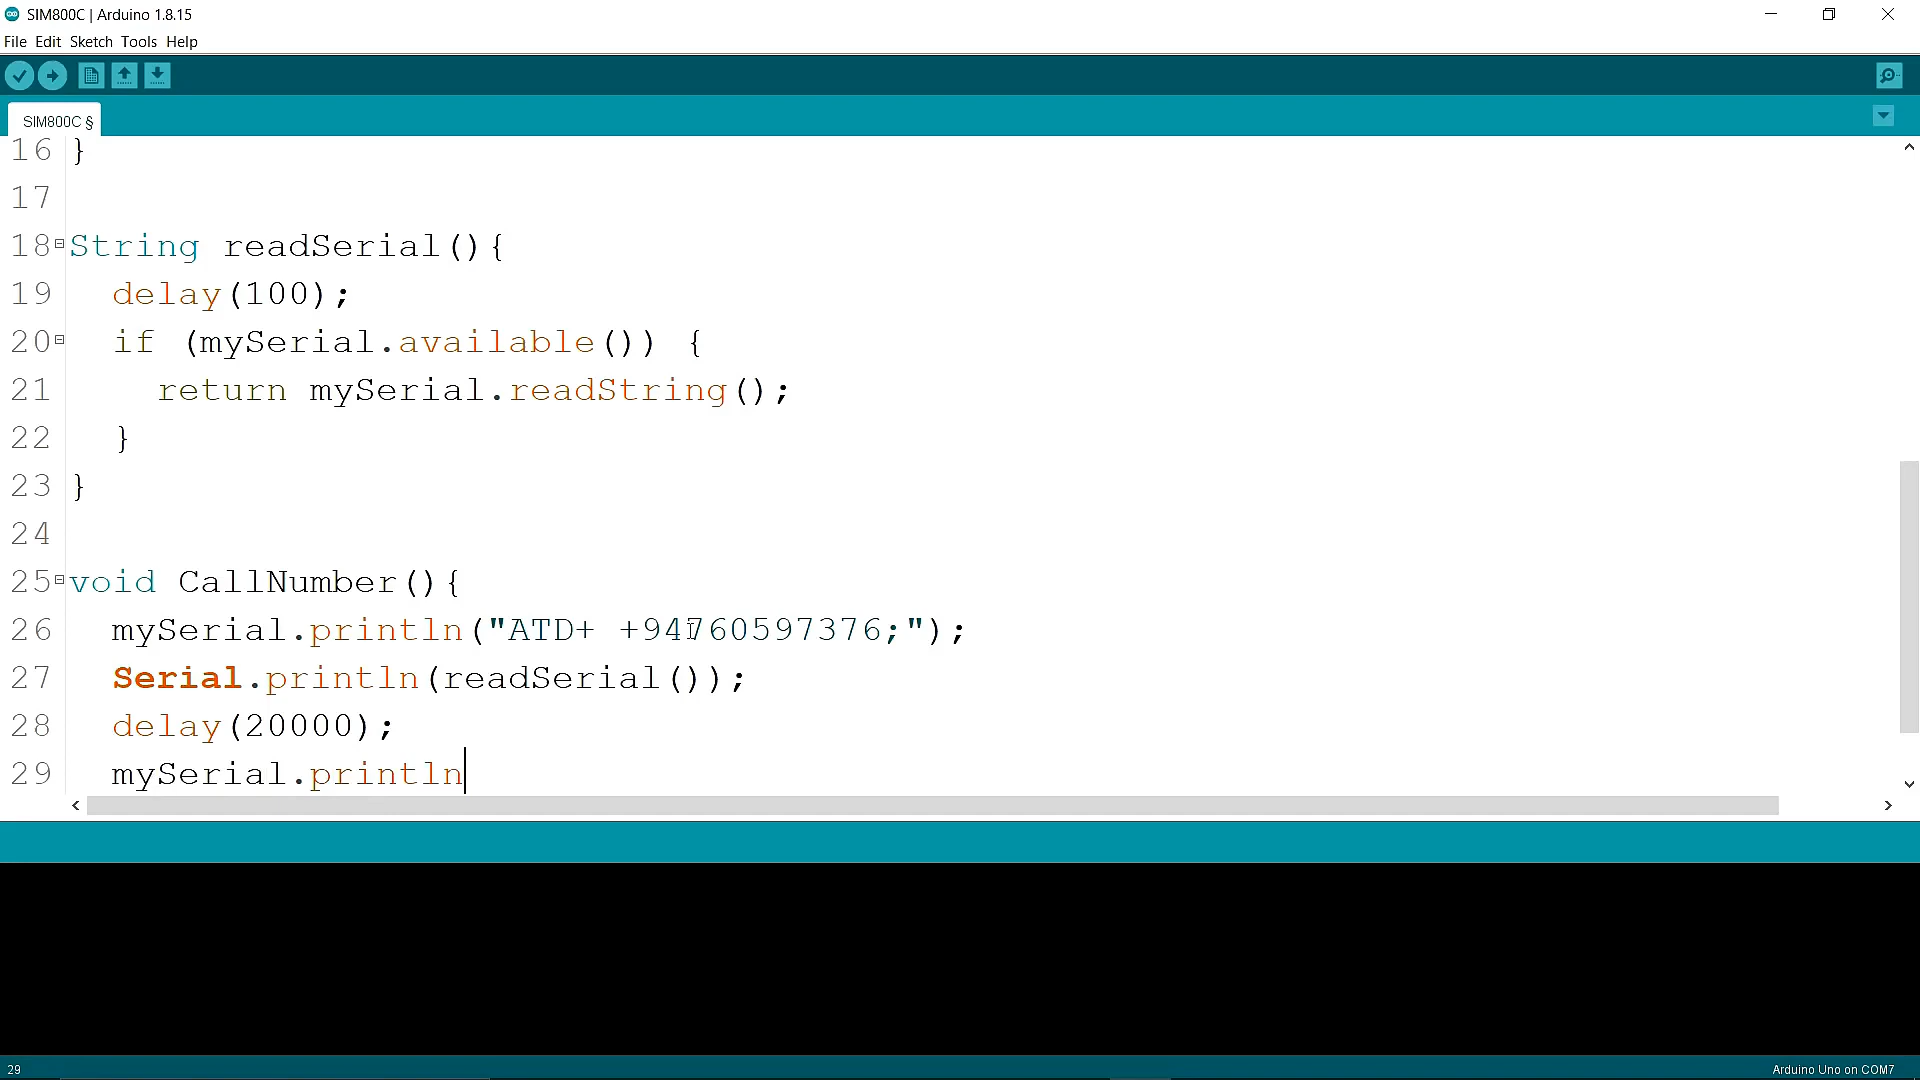 SIM800C | Arduino 1.8.15
File Edit Sketch Tools Help
SIM800C §
16 }
17
18 String readSerial(){
19 delay(100);
20 if (mySerial.available()) {
21 return mySerial.readString();
22 }
23 }
24
25 void CallNumber(){
26 mySerial.println("ATD+ +94760597376;");
27 Serial.println(readSerial());
28 delay(20000);
29 mySerial.println
29
Arduino Uno on COM7